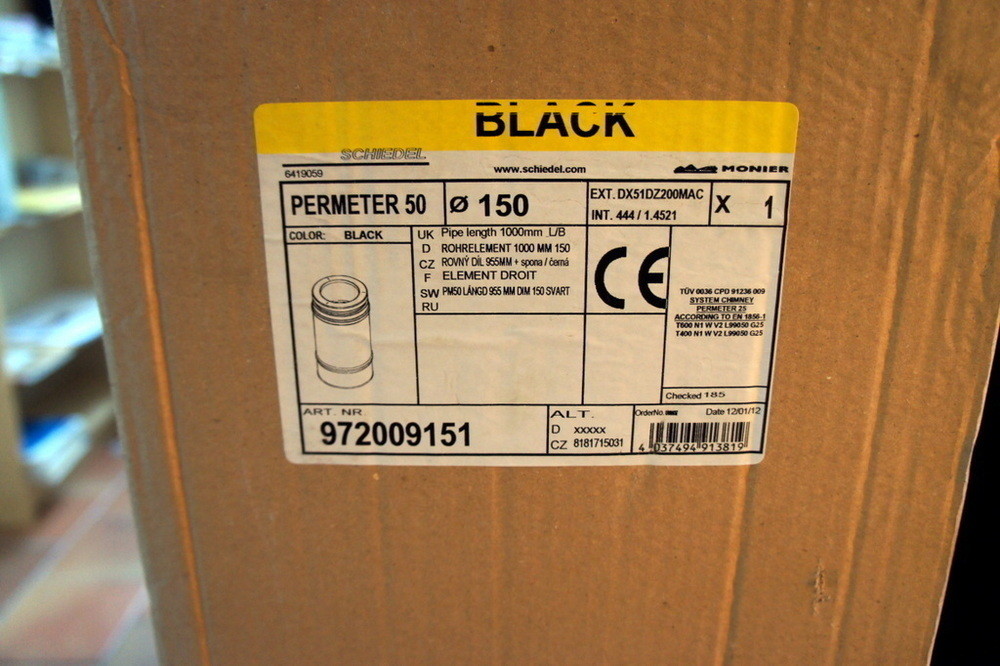 BLACK
SCHIEDEL
6419059
www.schiedel.com
MONIER
PERMETER 50
Ø 150
EXT. DX51DZ200MAC
INT. 444 / 1.4521
X 1
COLOR: BLACK
UK Pipe length 1000mm L/B
D ROHRELEMENT 1000 MM 150
CZ ROVNÝ DÍL 955MM + spona / černá
F ELEMENT DROIT
SW PM50 LÄNGD 955 MM DIM 150 SVART
RU
CE
TÜV 0036 CPD 91236 009
SYSTEM CHIMNEY
PERMETER 25
ACCORDING TO EN 1856-1
T600 N1 W V2 L99050 G25
T400 N1 W V2 L99050 G25
Checked 185
ART. NR.
972009151
ALT.
D xxxxx
CZ 8181715031
OrderNo.
Date 12/01/12
4 037494 913819